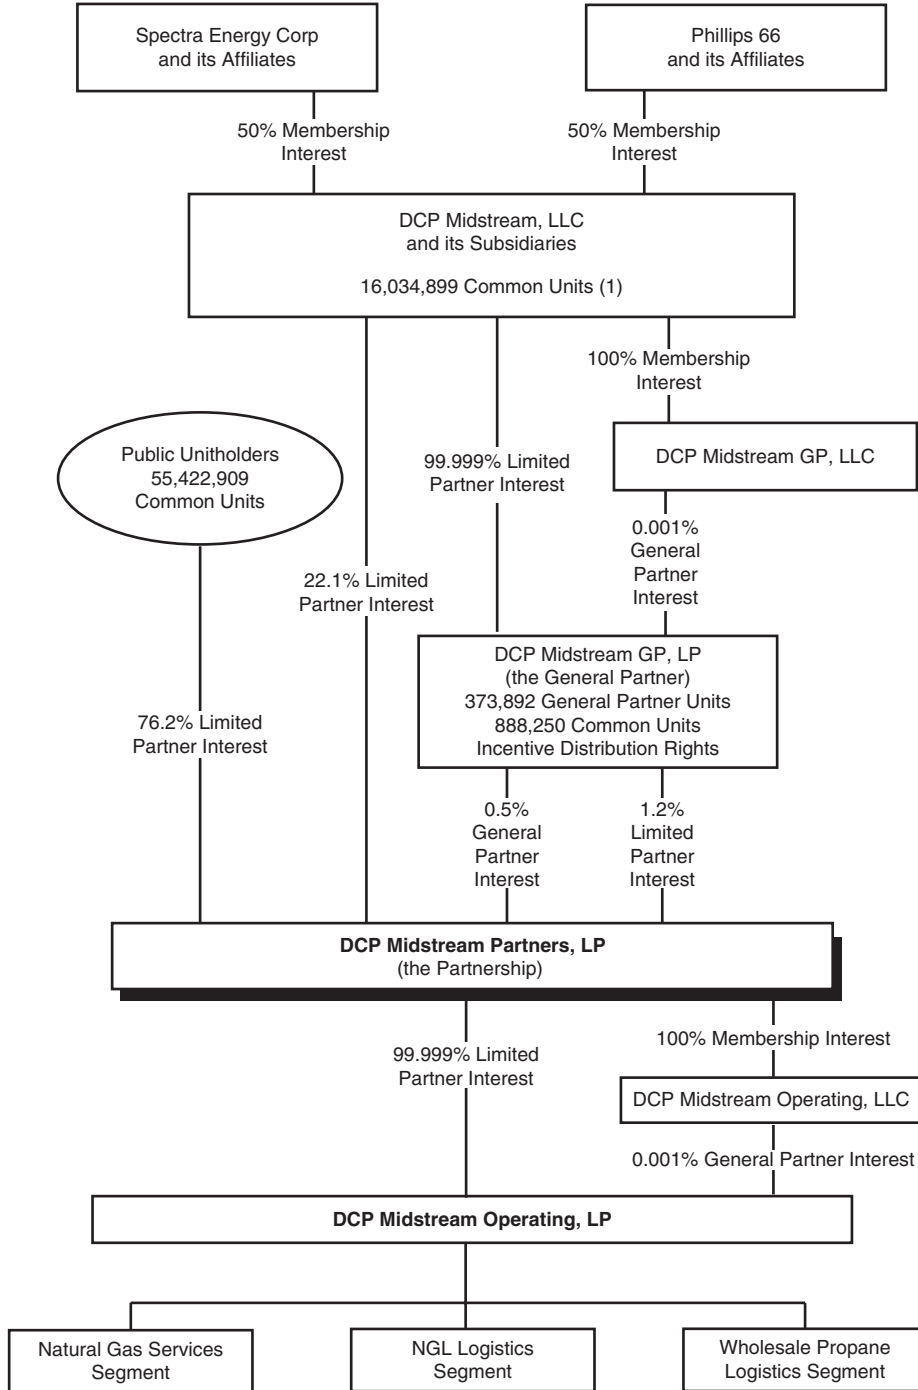 Spectra Energy Corp
and its Affiliates
Phillips 66
and its Affiliates
50% Membership
Interest
50% Membership
Interest
DCP Midstream, LLC
and its Subsidiaries
16,034,899 Common Units (1)
100% Membership
Interest
Public Unitholders
55,422,909
Common Units
99.999% Limited
Partner Interest
DCP Midstream GP, LLC
0.001%
General
Partner
Interest
22.1% Limited
Partner Interest
DCP Midstream GP, LP
(the General Partner)
373,892 General Partner Units
888,250 Common Units
Incentive Distribution Rights
76.2% Limited
Partner Interest
0.5%
General
Partner
Interest
1.2%
Limited
Partner
Interest
DCP Midstream Partners, LP
(the Partnership)
99.999% Limited
Partner Interest
100% Membership Interest
DCP Midstream Operating, LLC
0.001% General Partner Interest
DCP Midstream Operating, LP
Natural Gas Services
Segment
NGL Logistics
Segment
Wholesale Propane
Logistics Segment